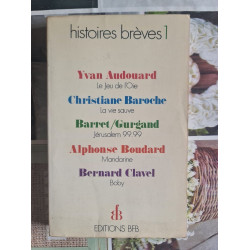 histoires brèves 1
Yvan Audouard
Le Jeu de l'Oie
Christiane Baroche
La vie sauve
Barret/Gurgand
Jérusalem 99.99
Alphonse Boudard
Mandarine
Bernard Clavel
Baby
EDITIONS BFB